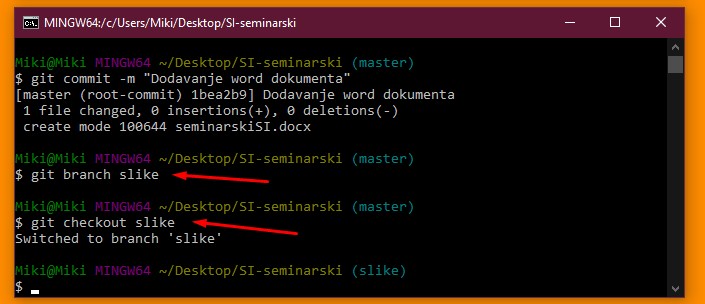 MINGW64:/c/Users/Miki/Desktop/SI-seminarski
Miki@Miki MINGW64 ~/Desktop/SI-seminarski (master)
$ git commit -m "Dodavanje word dokumenta"
[master (root-commit) 1bea2b9] Dodavanje word dokumenta
1 file changed, 0 insertions(+), 0 deletions(-)
create mode 100644 seminarskiSI.docx
Miki@Miki MINGW64 ~/Desktop/SI-seminarski (master)
$ git branch slike
Miki@Miki MINGW64 ~/Desktop/SI-seminarski (master)
$ git checkout slike
Switched to branch 'slike'
Miki@Miki MINGW64 ~/Desktop/SI-seminarski (slike)
$